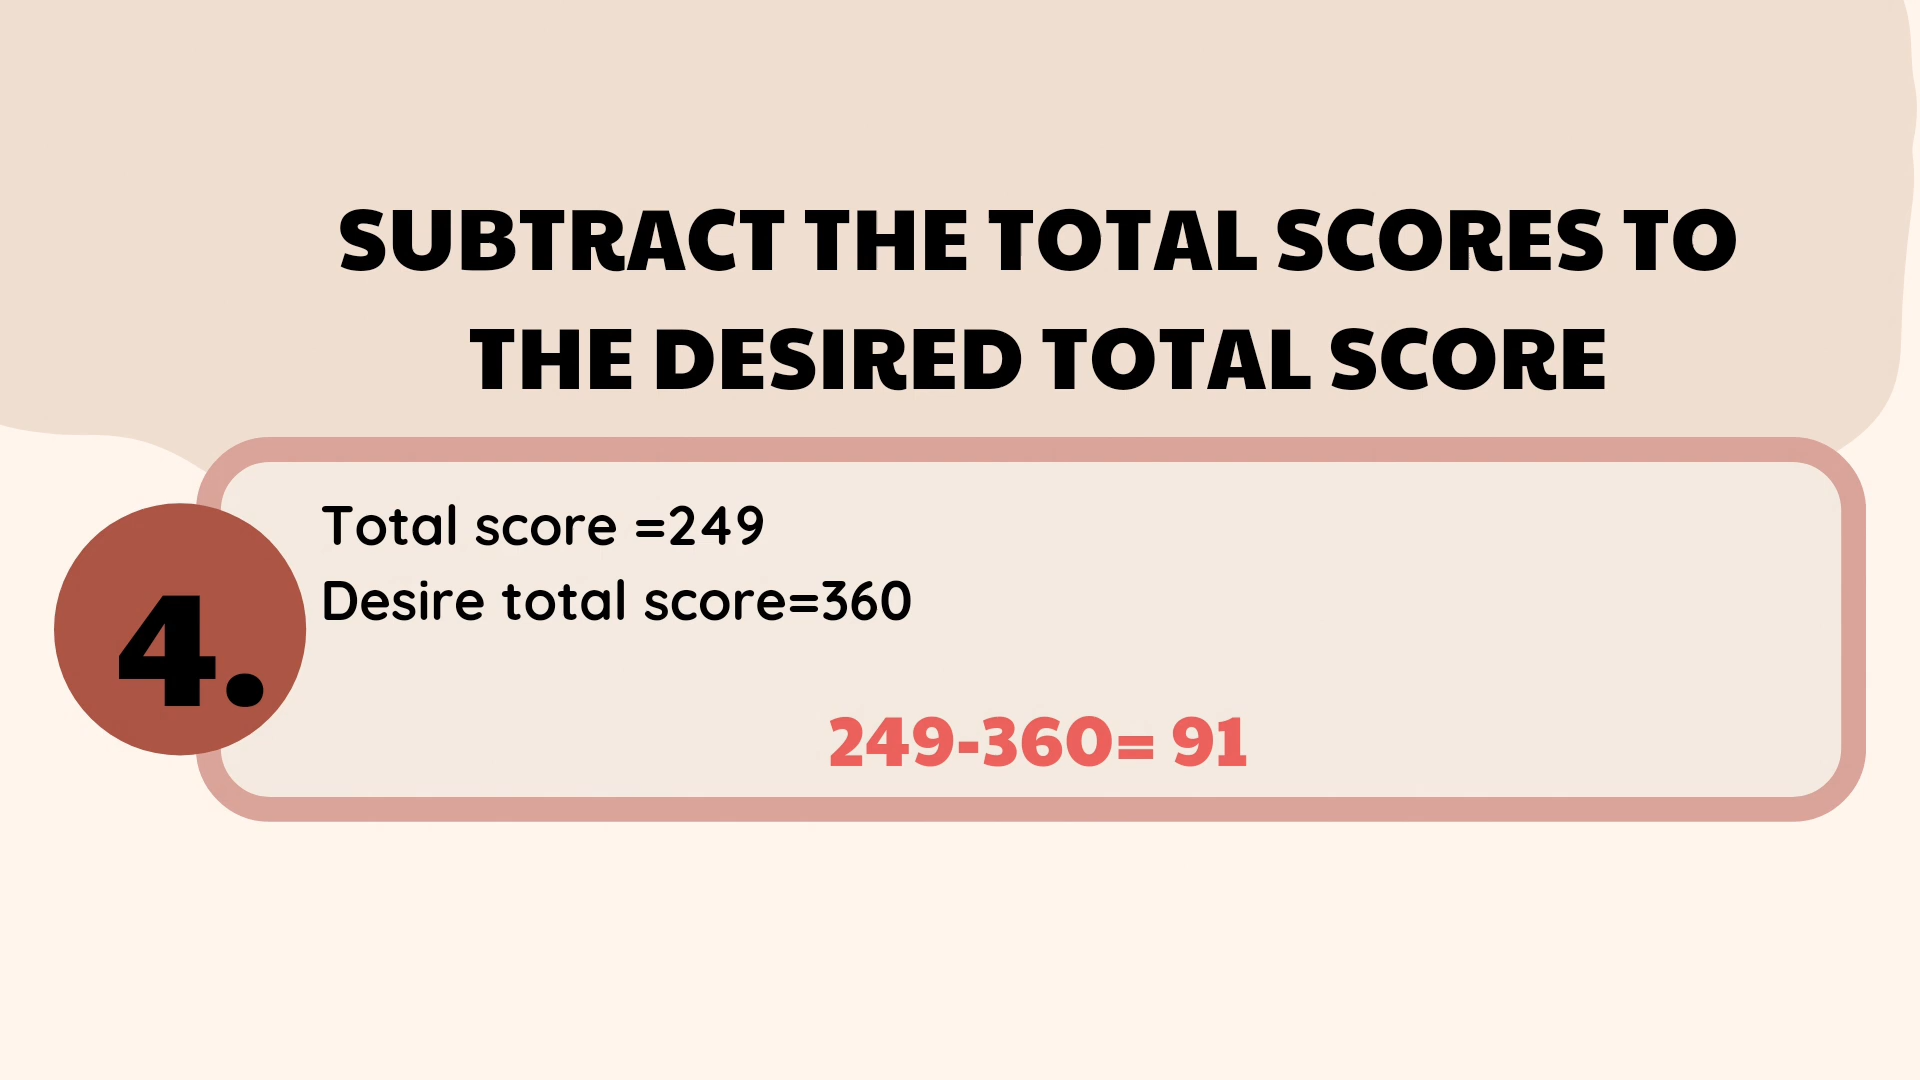 SUBTRACT THE TOTAL SCORES TO
THE DESIRED TOTAL SCORE
4.
Total score =249
Desire total score=360
249-360= 91